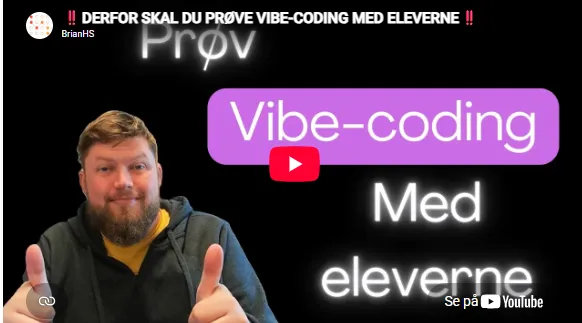 ‼️DERFOR SKAL DU PRØVE VIBE-CODING MED ELEVERNE‼️
BrianHS
Prøv
Vibe-coding
Med
eleverne
Se på YouTube